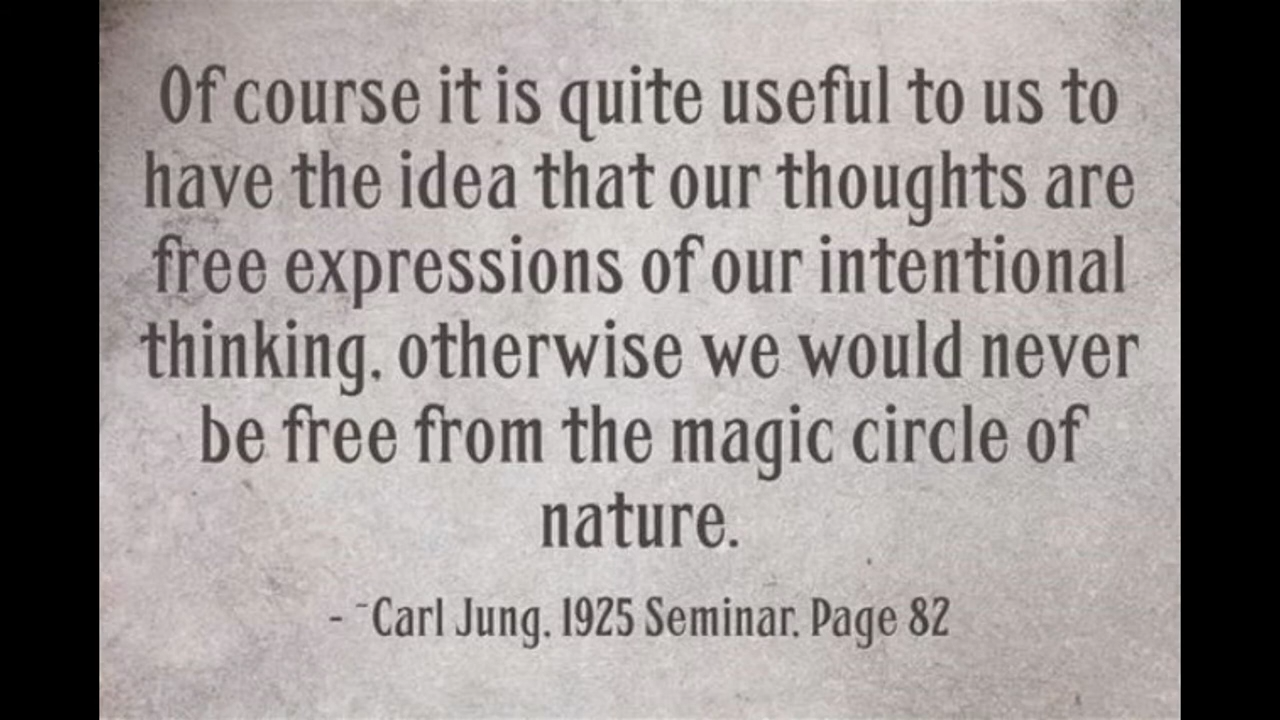 Of course it is quite useful to us to
have the idea that our thoughts are
free expressions of our intentional
thinking, otherwise we would never
be free from the magic circle of
nature.
- ~Carl Jung, 1925 Seminar, Page 82